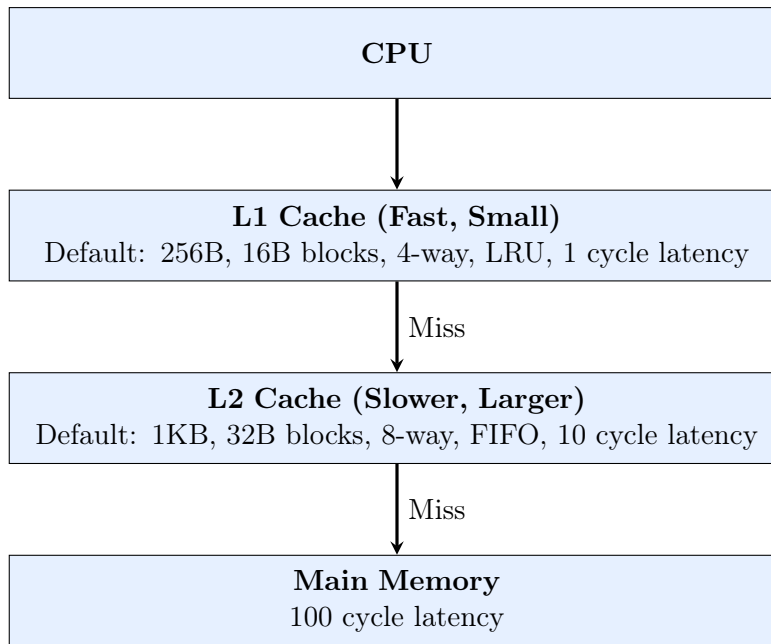 CPU
L1 Cache (Fast, Small)
Default: 256B, 16B blocks, 4-way, LRU, 1 cycle latency
Miss
L2 Cache (Slower, Larger)
Default: 1KB, 32B blocks, 8-way, FIFO, 10 cycle latency
Miss
Main Memory
100 cycle latency